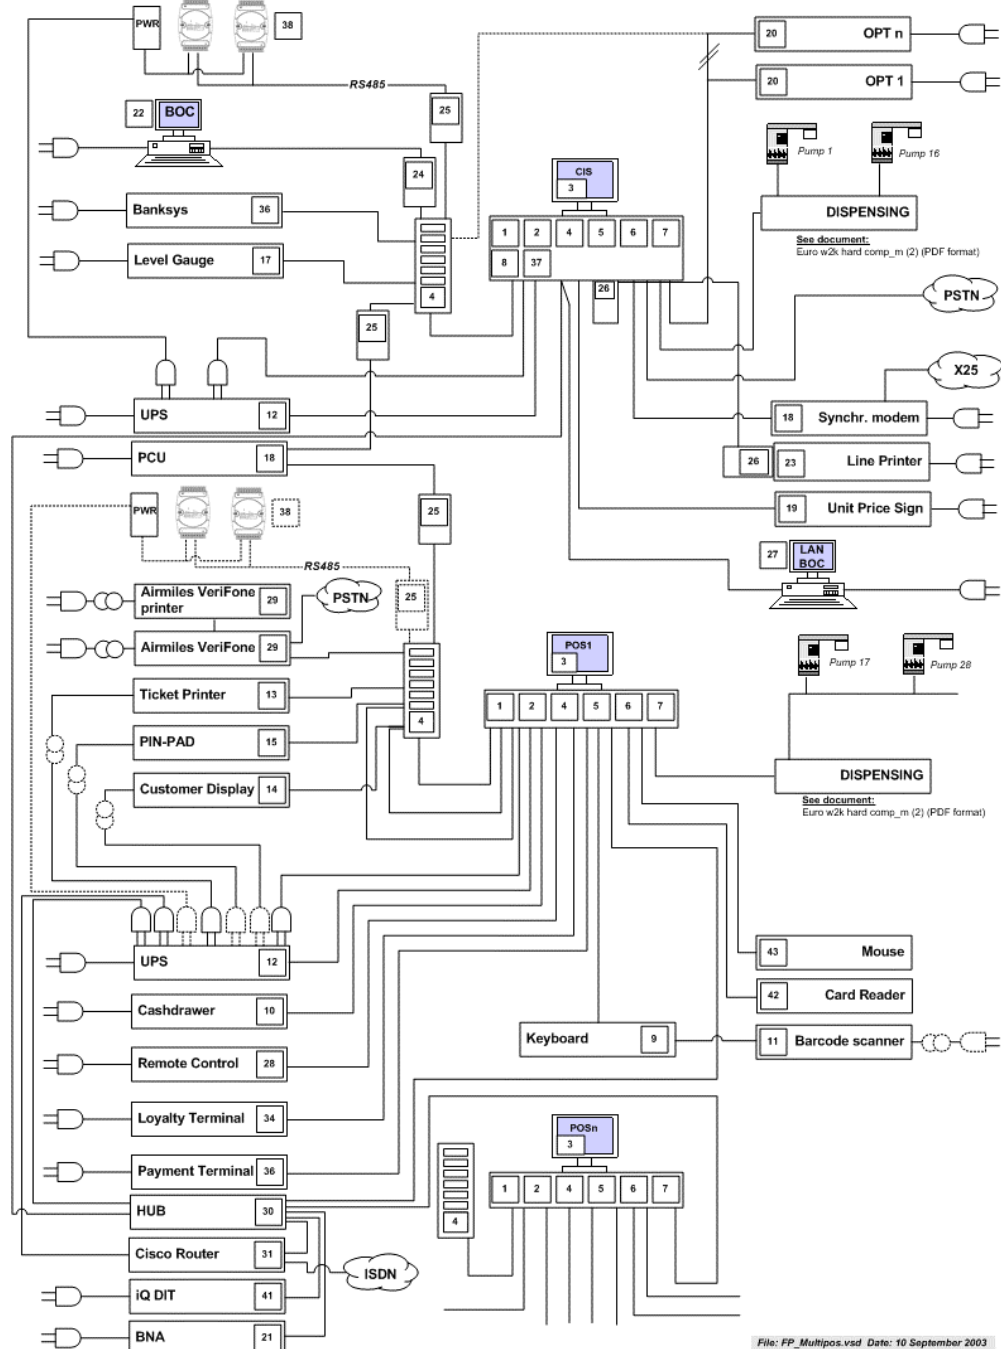 PWR
38
20
OPT n
RS485
20
OPT 1
25
22
BOC
Pump 1
Pump 16
24
CIS
3
Banksys
36
DISPENSING
1
2
4
5
6
7
See document:
Euro w2k hard comp_m (2) (PDF format)
Level Gauge
17
8
37
4
26
PSTN
25
X25
UPS
12
18
Synchr. modem
PCU
18
26
23
Line Printer
PWR
38
25
19
Unit Price Sign
27
LAN
BOC
RS485
Airmiles VeriFone
printer
29
PSTN
25
Airmiles VeriFone
29
POS1
3
Pump 17
Pump 28
Ticket Printer
13
4
1
2
4
5
6
7
PIN-PAD
15
DISPENSING
Customer Display
14
See document:
Euro w2k hard comp_m (2) (PDF format)
UPS
12
43
Mouse
42
Card Reader
Cashdrawer
10
Keyboard
9
11
Barcode scanner
Remote Control
28
Loyalty Terminal
34
POSn
3
Payment Terminal
36
1
2
4
5
6
7
HUB
30
4
Cisco Router
31
ISDN
iQ DIT
41
BNA
21
File: FP_Multipos.vsd Date: 10 September 2003